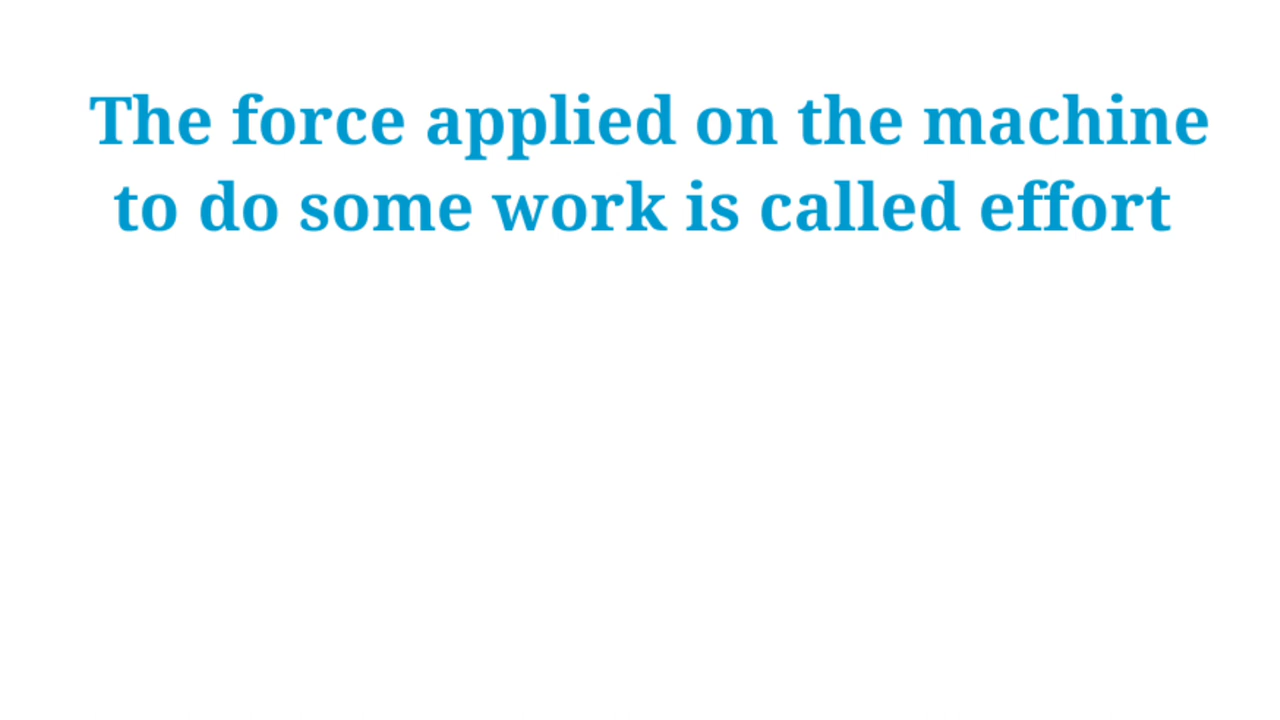 The force applied on the machine
to do some work is called effort